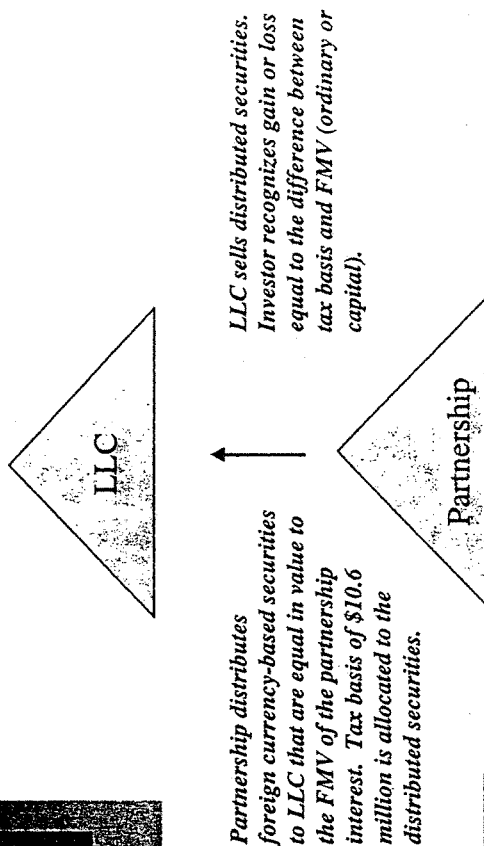 LLC
Partnership distributes
foreign currency-based securities
to LLC that are equal in value to
the FMV of the partnership
interest. Tax basis of $10.6
million is allocated to the
distributed securities.
LLC sells distributed securities.
Investor recognizes gain or loss
equal to the difference between
tax basis and FMV (ordinary or
capital).
Partnership